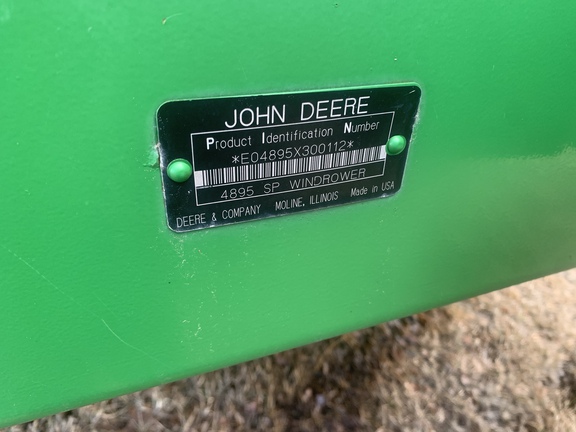 JOHN DEERE
Product Identification Number
*E04895X300112*
4895 SP WINDROWER
DEERE & COMPANY MOLINE, ILLINOIS Made in USA